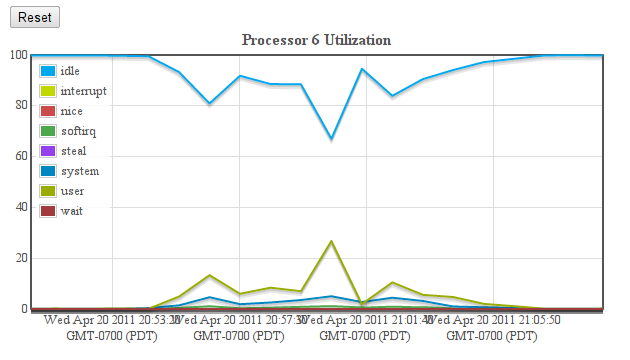 Reset
Processor 6 Utilization
100
80
60
40
20
0
idle
interrupt
nice
softirq
steal
system
user
wait
Wed Apr 20 2011 20:53:20 Wed Apr 20 2011 20:57:30 Wed Apr 20 2011 21:01:40 Wed Apr 20 2011 21:05:50
GMT-0700 (PDT) GMT-0700 (PDT) GMT-0700 (PDT) GMT-0700 (PDT)